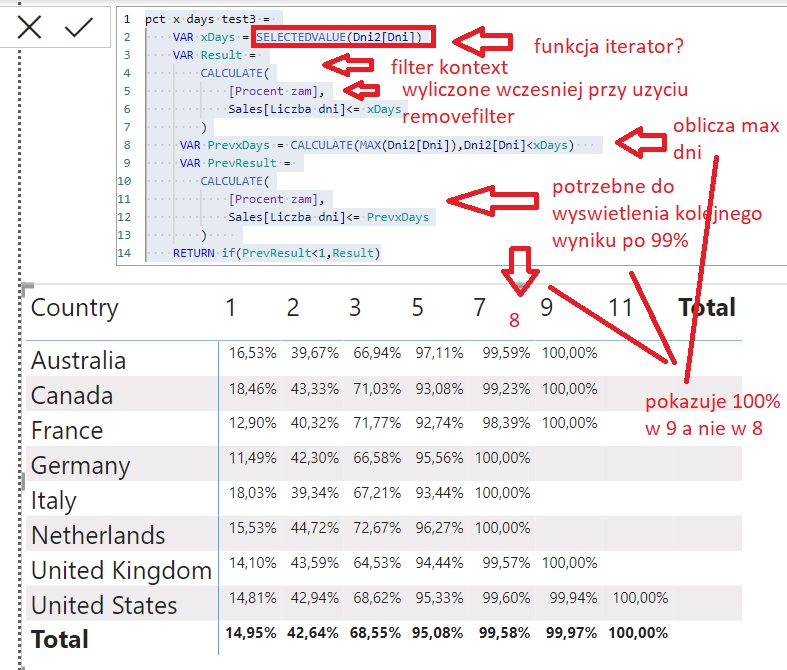 1 pct x days test3 =
2 VAR xDays = SELECTEDVALUE(Dni2[Dni])
funkcja iterator?
3 VAR Result =
filter kontext
4 CALCULATE(
5 [Procent zam],
wyliczone wczesniej przy uzyciu
removefilter
6 Sales[Liczba dni]<= xDays
7 )
oblicza max
dni
8 VAR PrevxDays = CALCULATE(MAX(Dni2[Dni]),Dni2[Dni]<xDays)
9 VAR PrevResult =
10 CALCULATE(
11 [Procent zam],
12 Sales[Liczba dni]<= PrevxDays
potrzebne do
wyswietlenia kolejnego
wyniku po 99%
13 )
14 RETURN if(PrevResult<1,Result)
Country 1 2 3 5 7 9 11 Total
8
Australia 16,53% 39,67% 66,94% 97,11% 99,59% 100,00%
Canada 18,46% 43,33% 71,03% 93,08% 99,23% 100,00%
France 12,90% 40,32% 71,77% 92,74% 98,39% 100,00%
pokazuje 100%
w 9 a nie w 8
Germany 11,49% 42,30% 66,58% 95,56% 100,00%
Italy 18,03% 39,34% 67,21% 93,44% 100,00%
Netherlands 15,53% 44,72% 72,67% 96,27% 100,00%
United Kingdom 14,10% 43,59% 64,53% 94,44% 99,57% 100,00%
United States 14,81% 42,94% 68,62% 95,33% 99,60% 99,94% 100,00%
Total 14,95% 42,64% 68,55% 95,08% 99,58% 99,97% 100,00%